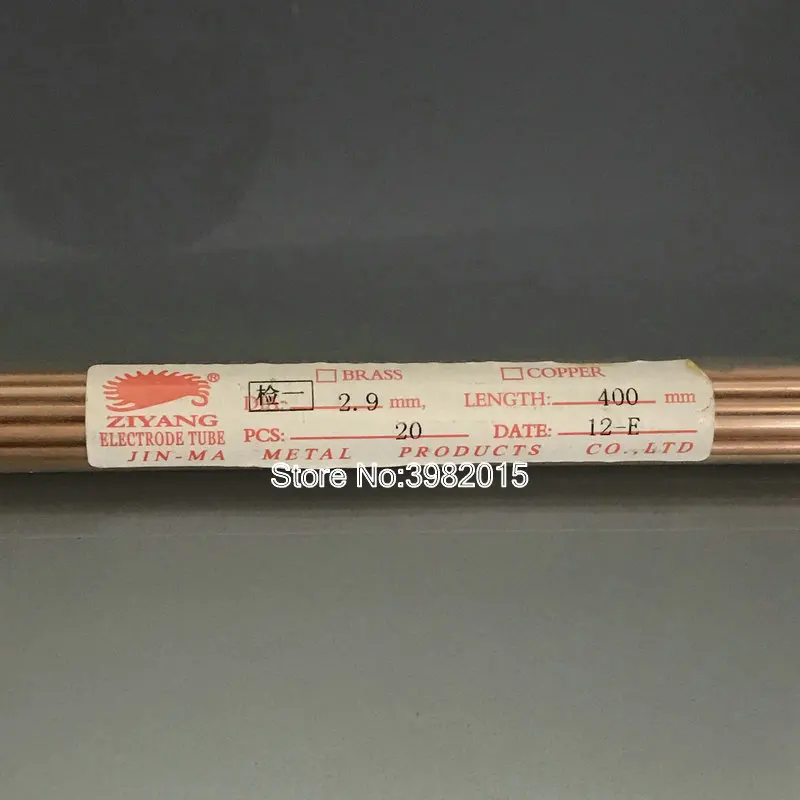 □ BRASS □ COPPER
ZIYANG®
ELECTRODE TUBE
检一 2.9 mm, LENGTH: 400 mm
PCS: 20 DATE: 12-E
JIN-MA METAL PRODUCTS CO.,LTD
Store No:3982015